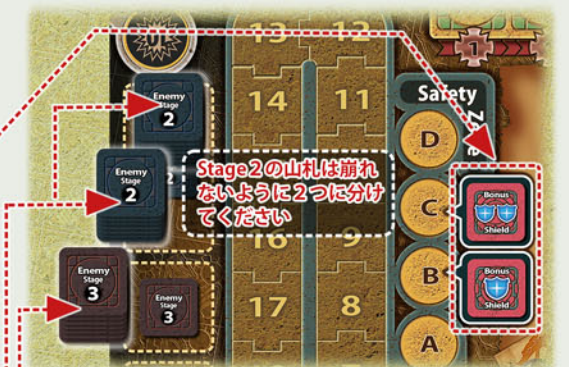 13
12
1
Enemy
Stage
2
14
11
Safety
Zone
D
Enemy
Stage
2
2
Stage2の山札は崩れ
ないように2つに分け
てください
C
Bonus
Shield
16
9
Enemy
Stage
3
Enemy
Stage
3
17
8
B
Bonus
Shield
A